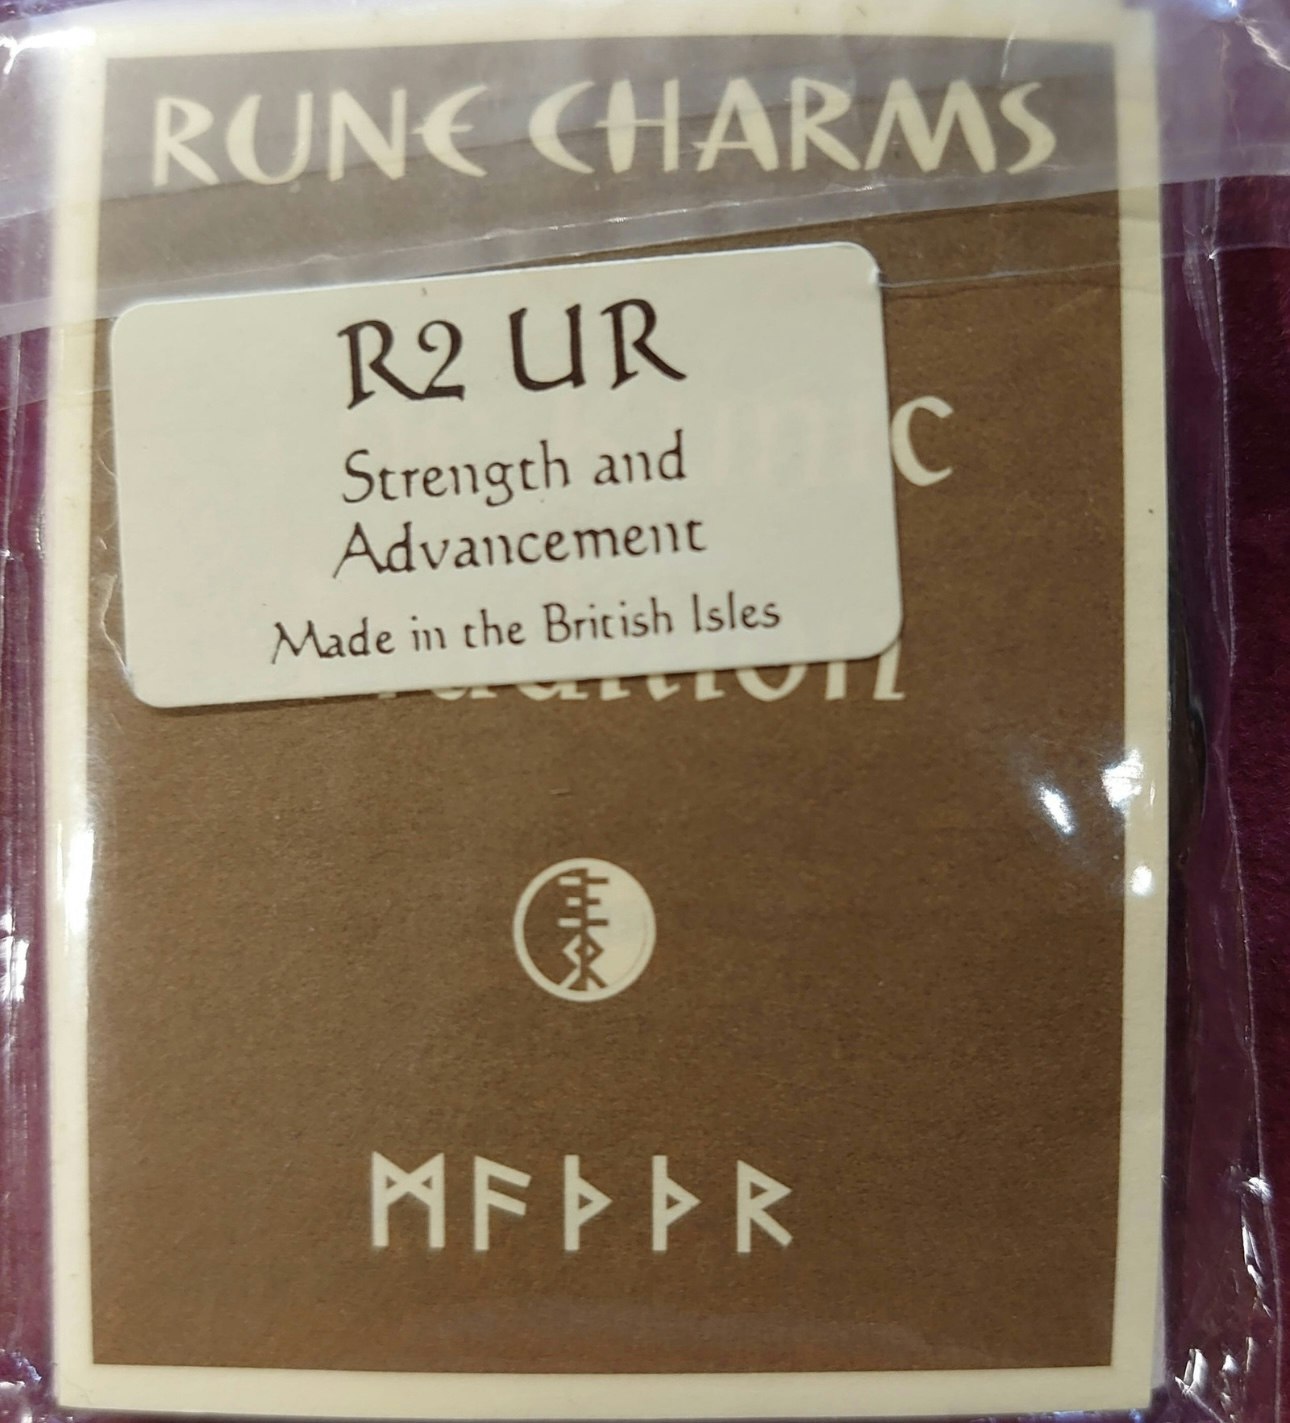 RUNE CHARMS
R2 UR
Strength and
Advancement
Made in the British Isles
ᛗᚨᚦᚦᚱ